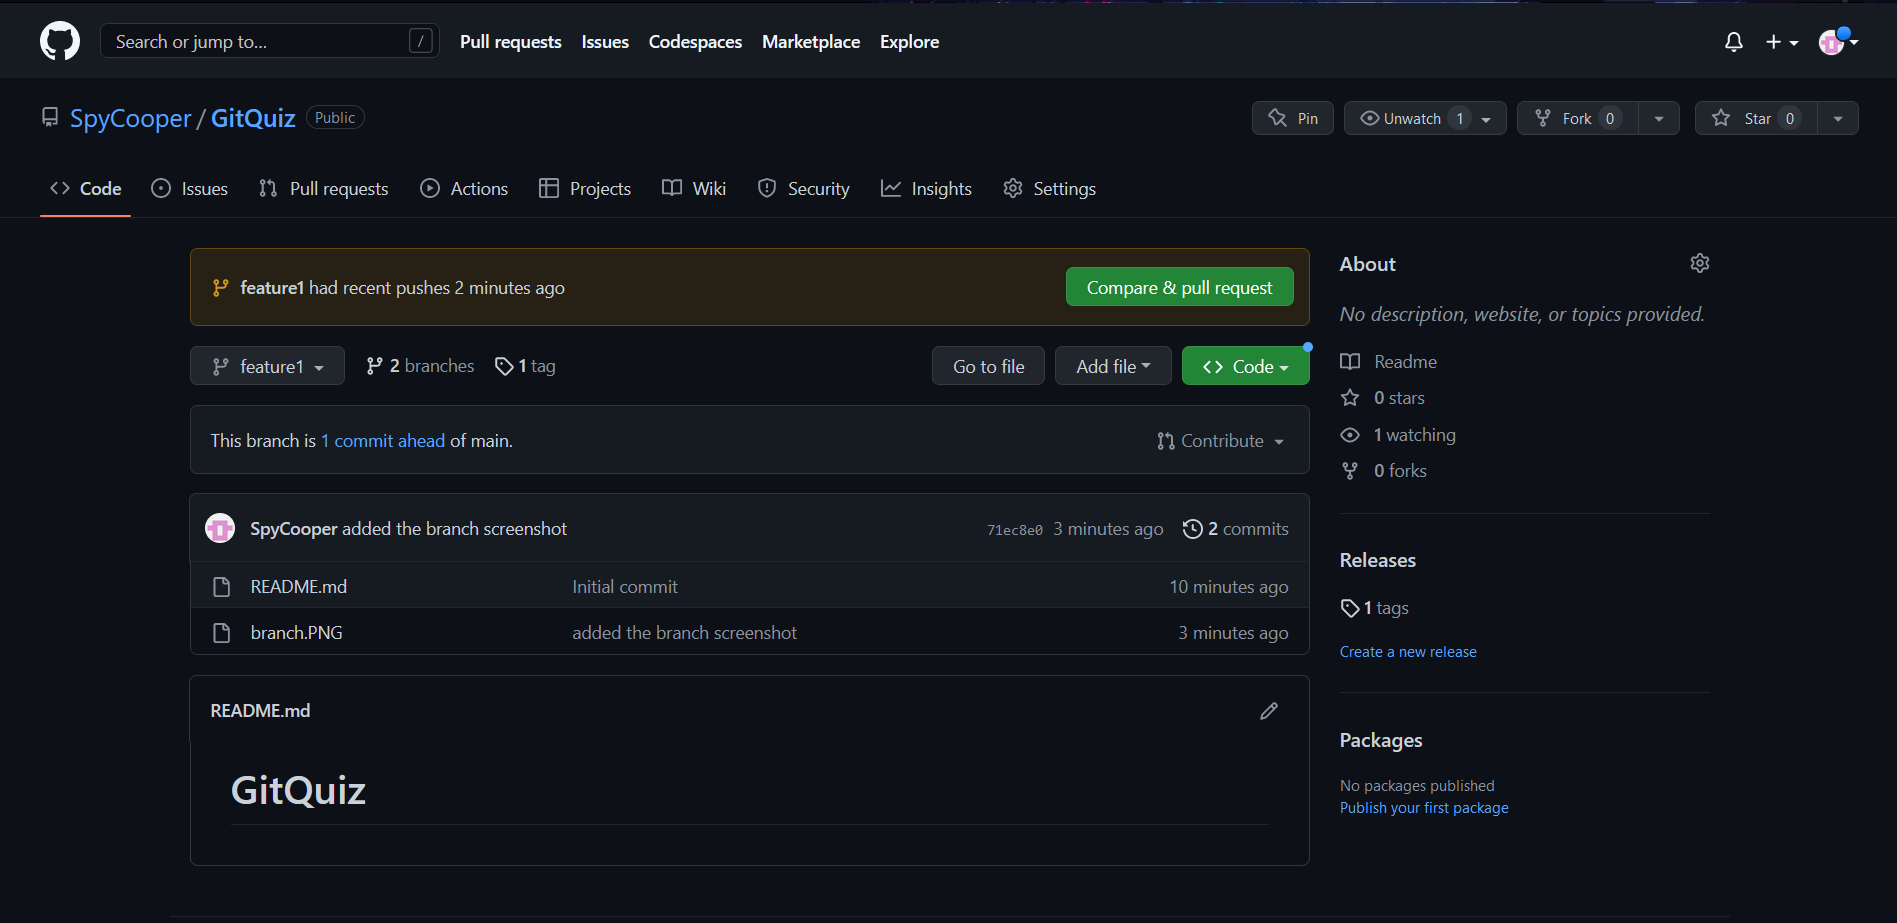 Search or jump to... /
Pull requests Issues Codespaces Marketplace Explore
SpyCooper / GitQuiz Public
Pin Unwatch 1 Fork 0 Star 0
Code Issues Pull requests Actions Projects Wiki Security Insights Settings
feature1 had recent pushes 2 minutes ago
Compare & pull request
feature1 2 branches 1 tag
Go to file Add file Code
This branch is 1 commit ahead of main.
Contribute
SpyCooper added the branch screenshot 71ec8e0 3 minutes ago 2 commits
README.md Initial commit 10 minutes ago
branch.PNG added the branch screenshot 3 minutes ago
README.md
GitQuiz
About
No description, website, or topics provided.
Readme
0 stars
1 watching
0 forks
Releases
1 tags
Create a new release
Packages
No packages published
Publish your first package